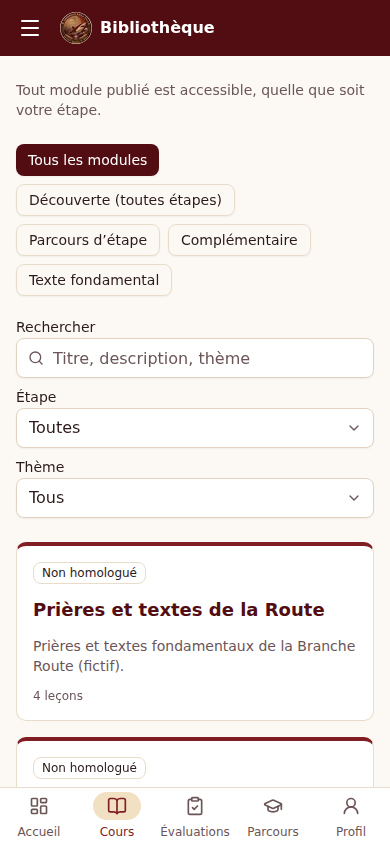 Bibliothèque
Tout module publié est accessible, quelle que soit
votre étape.
Tous les modules
Découverte (toutes étapes)
Parcours d’étape
Complémentaire
Texte fondamental
Rechercher
Titre, description, thème
Étape
Toutes
Thème
Tous
Non homologué
Prières et textes de la Route
Prières et textes fondamentaux de la Branche
Route (fictif).
4 leçons
Non homologué
Accueil
Cours
Évaluations
Parcours
Profil